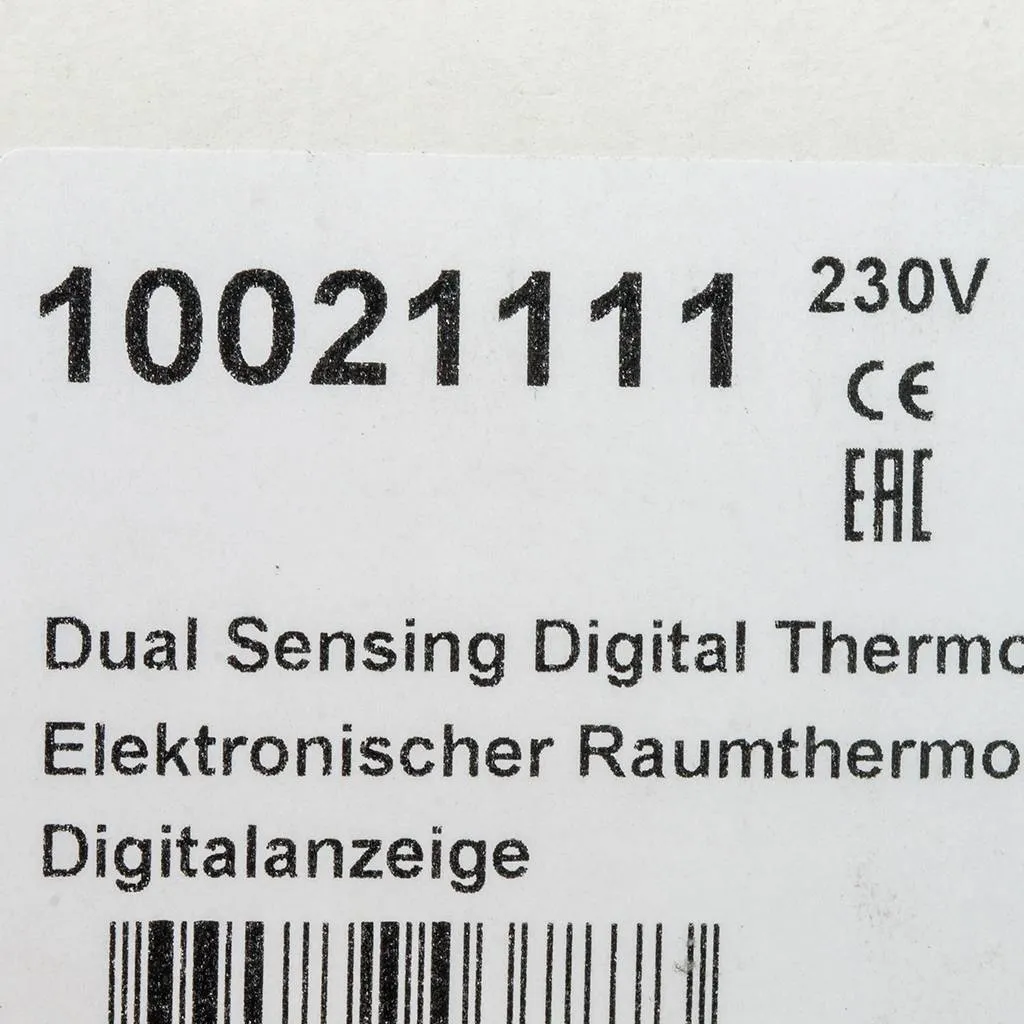 10021111 230V
CE
EAC
Dual Sensing Digital Thermo
Elektronischer Raumthermo
Digitalanzeige